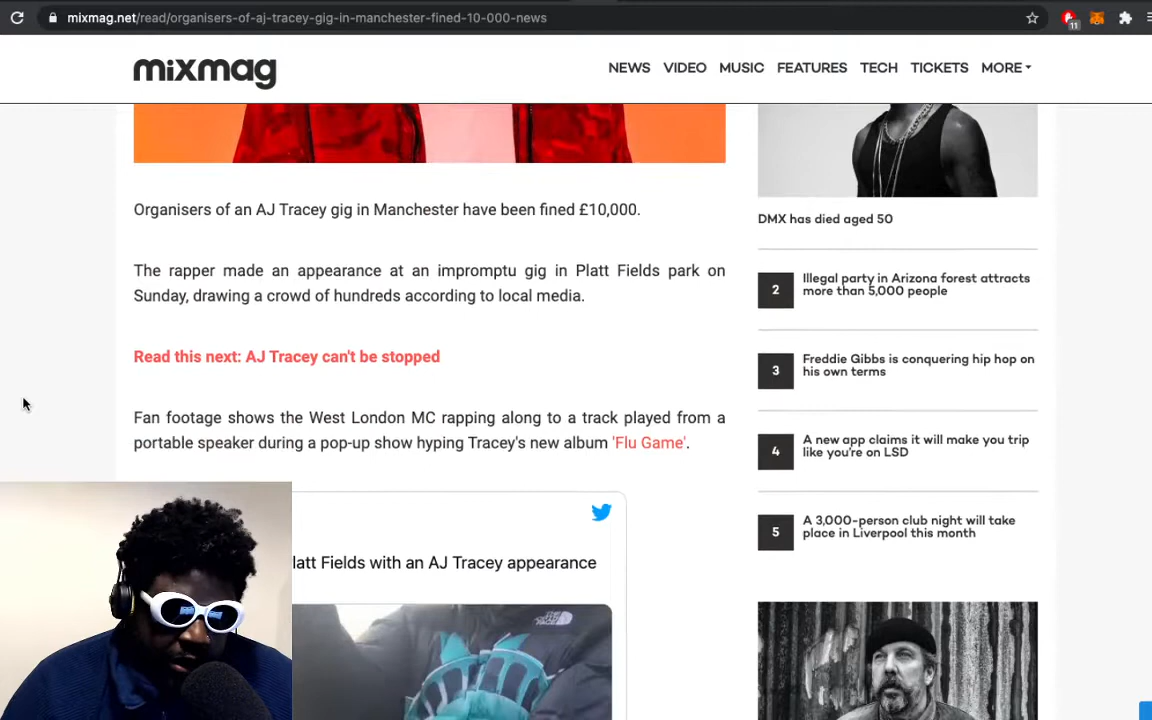 mixmag.net/read/organisers-of-aj-tracey-gig-in-manchester-fined-10-000-news
11
mixmag
NEWS VIDEO MUSIC FEATURES TECH TICKETS MORE
Organisers of an AJ Tracey gig in Manchester have been fined £10,000.
The rapper made an appearance at an impromptu gig in Platt Fields park on
Sunday, drawing a crowd of hundreds according to local media.
Read this next: AJ Tracey can't be stopped
Fan footage shows the West London MC rapping along to a track played from a
portable speaker during a pop-up show hyping Tracey's new album 'Flu Game'.
latt Fields with an AJ Tracey appearance
THE NORTH FACE
DMX has died aged 50
2
Illegal party in Arizona forest attracts
more than 5,000 people
3
Freddie Gibbs is conquering hip hop on
his own terms
4
A new app claims it will make you trip
like you're on LSD
5
A 3,000-person club night will take
place in Liverpool this month